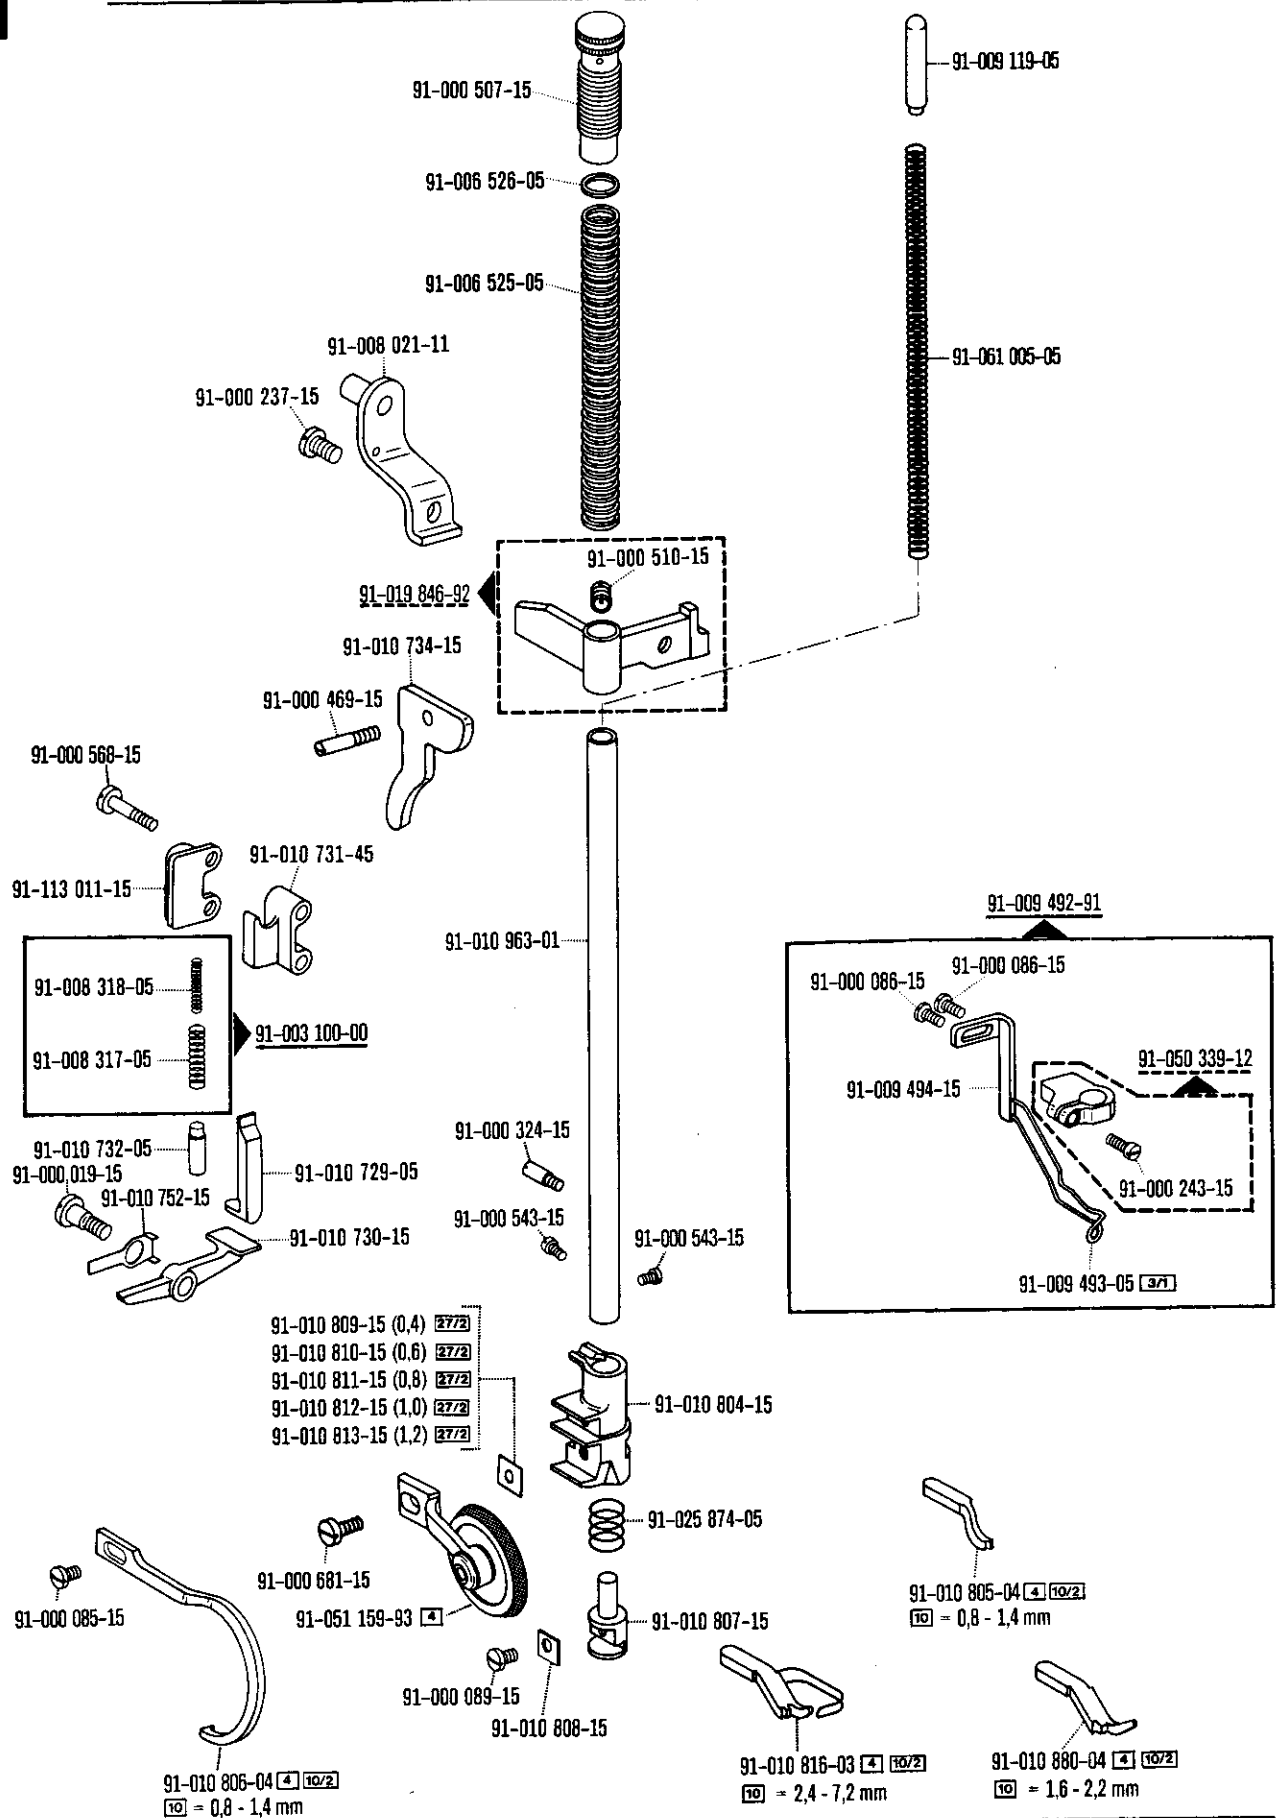 91-009 119-05
91-000 507-15
91-006 526-05
91-006 525-05
91-008 021-11
91-061 005-05
91-000 237-15
91-000 510-15
91-019 846-92
91-010 734-15
91-000 469-15
91-000 568-15
91-010 731-45
91-113 011-15
91-009 492-91
91-010 963-01
91-000 086-15
91-000 086-15
91-008 318-05
91-003 100-00
91-008 317-05
91-050 339-12
91-009 494-15
91-000 324-15
91-010 732-05
91-000 019-15
91-010 729-05
91-010 752-15
91-000 243-15
91-000 543-15
91-000 543-15
91-010 730-15
91-009 493-05 3/1
91-010 809-15 (0,4) 27/2
91-010 810-15 (0,6) 27/2
91-010 811-15 (0,8) 27/2
91-010 812-15 (1,0) 27/2
91-010 813-15 (1,2) 27/2
91-010 804-15
91-025 874-05
91-000 681-15
91-010 805-04 4 10/2
10 = 0,8 - 1,4 mm
91-000 085-15
91-051 159-93 4
91-010 807-15
91-000 089-15
91-010 808-15
91-010 816-03 4 10/2
10 = 2,4 - 7,2 mm
91-010 880-04 4 10/2
10 = 1,6 - 2,2 mm
91-010 806-04 4 10/2
10 = 0,8 - 1,4 mm